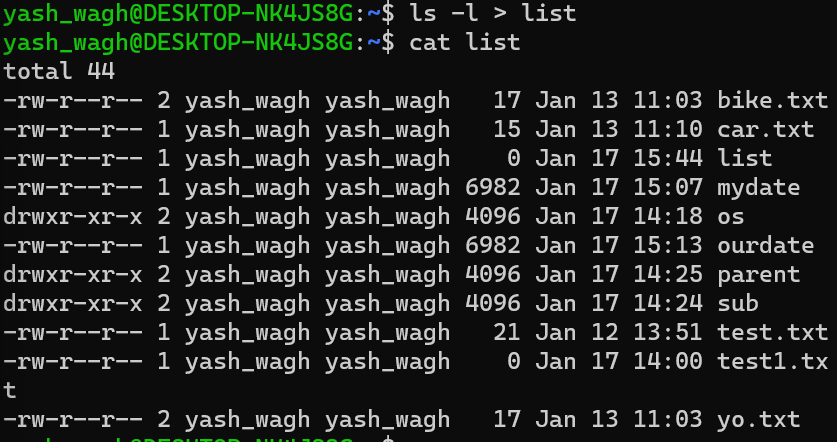 yash_wagh@DESKTOP-NK4JS8G:~$ ls -l > list
yash_wagh@DESKTOP-NK4JS8G:~$ cat list
total 44
-rw-r--r-- 2 yash_wagh yash_wagh   17 Jan 13 11:03 bike.txt
-rw-r--r-- 1 yash_wagh yash_wagh   15 Jan 13 11:10 car.txt
-rw-r--r-- 1 yash_wagh yash_wagh    0 Jan 17 15:44 list
-rw-r--r-- 1 yash_wagh yash_wagh 6982 Jan 17 15:07 mydate
drwxr-xr-x 2 yash_wagh yash_wagh 4096 Jan 17 14:18 os
-rw-r--r-- 1 yash_wagh yash_wagh 6982 Jan 17 15:13 ourdate
drwxr-xr-x 2 yash_wagh yash_wagh 4096 Jan 17 14:25 parent
drwxr-xr-x 2 yash_wagh yash_wagh 4096 Jan 17 14:24 sub
-rw-r--r-- 1 yash_wagh yash_wagh   21 Jan 12 13:51 test.txt
-rw-r--r-- 1 yash_wagh yash_wagh    0 Jan 17 14:00 test1.tx
t
-rw-r--r-- 2 yash_wagh yash_wagh   17 Jan 13 11:03 yo.txt
yash_wagh@DESKTOP-NK4JS8G:~$